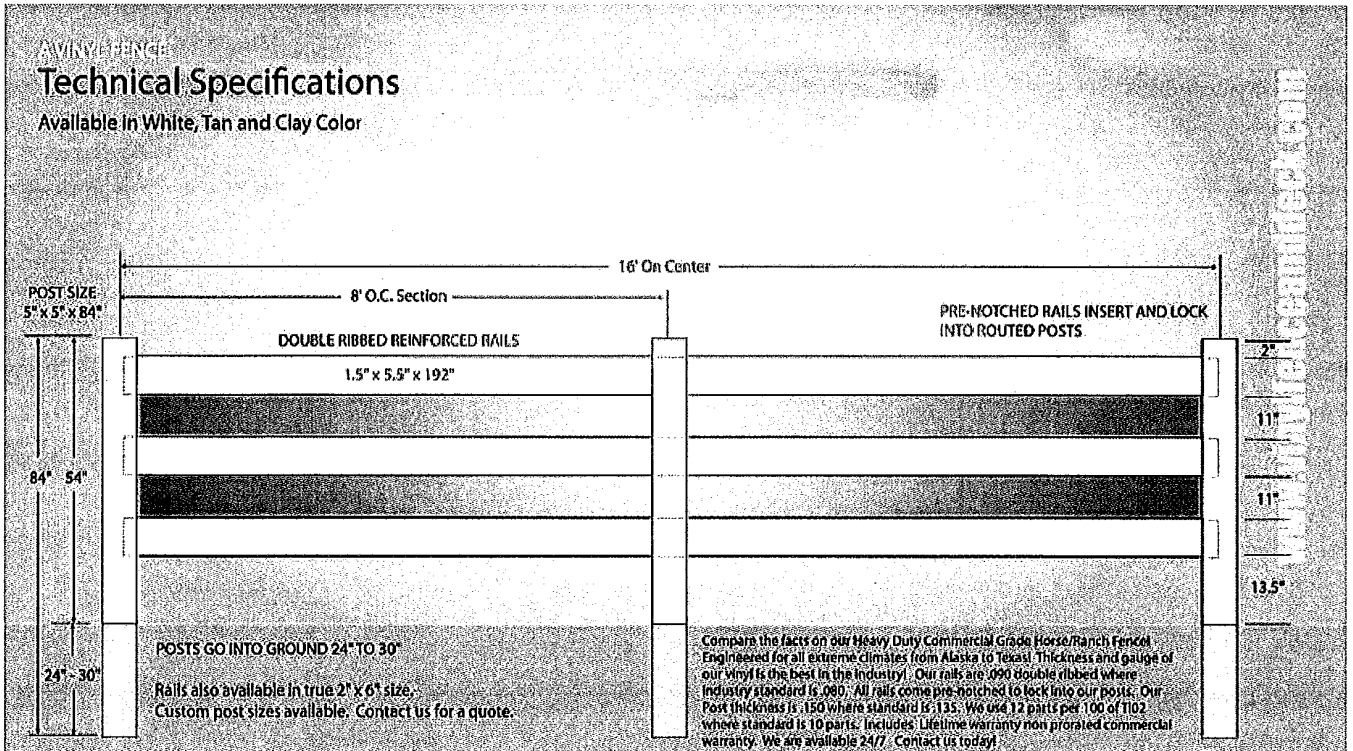 A VINYL FENCE
Technical Specifications
Available in White, Tan and Clay Color
16' On Center
8' O.C. Section
POST SIZE
5" x 5" x 84"
PRE-NOTCHED RAILS INSERT AND LOCK
INTO ROUTED POSTS
DOUBLE RIBBED REINFORCED RAILS
1.5" x 5.5" x 192"
2"
11"
84"
54"
11"
13.5"
24" - 30"
POSTS GO INTO GROUND 24" TO 30"
Rails also available in true 2" x 6" size.
Custom post sizes available. Contact us for a quote.
Compare the facts on our Heavy Duty Commercial Grade Horse/Ranch Fence!
Engineered for all extreme climates from Alaska to Texas! Thickness and gauge of
our vinyl is the best in the industry! Our rails are .090 double ribbed where
industry standard is .080. All rails come pre-notched to lock into our posts. Our
Post thickness is .150 where standard is .135. We use 12 parts per 100 of TI02
where standard is 10 parts. Includes Lifetime warranty non prorated commercial
warranty. We are available 24/7 Contact us today!